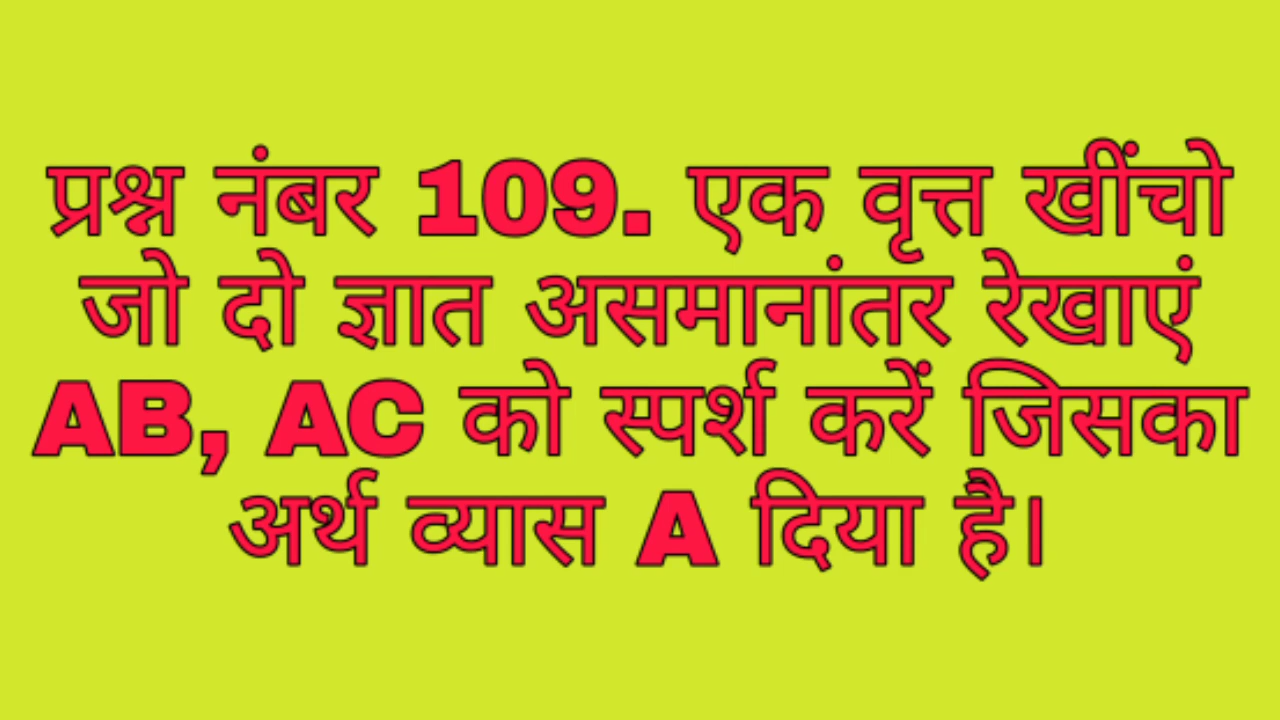 प्रश्न नंबर 109. एक वृत्त खींचो
जो दो ज्ञात असमानांतर रेखाएं
AB, AC को स्पर्श करें जिसका
अर्थ व्यास A दिया है।